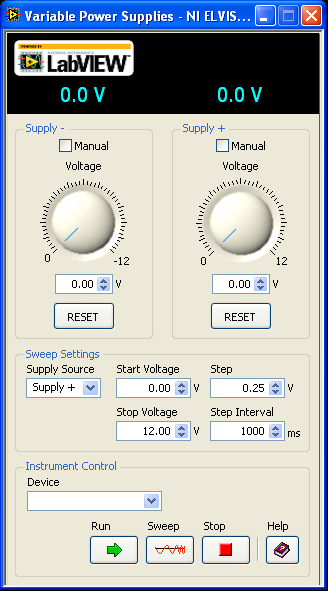 Variable Power Supplies - NI ELVIS...
POWERED BY
LabVIEW
0.0 V 0.0 V
Supply - Supply +
Manual Manual
Voltage Voltage
0 -12 0 12
0.00 V 0.00 V
RESET RESET
Sweep Settings
Supply Source Start Voltage Step
Supply + 0.00 V 0.25 V
Stop Voltage Step Interval
12.00 V 1000 ms
Instrument Control
Device
Run Sweep Stop Help